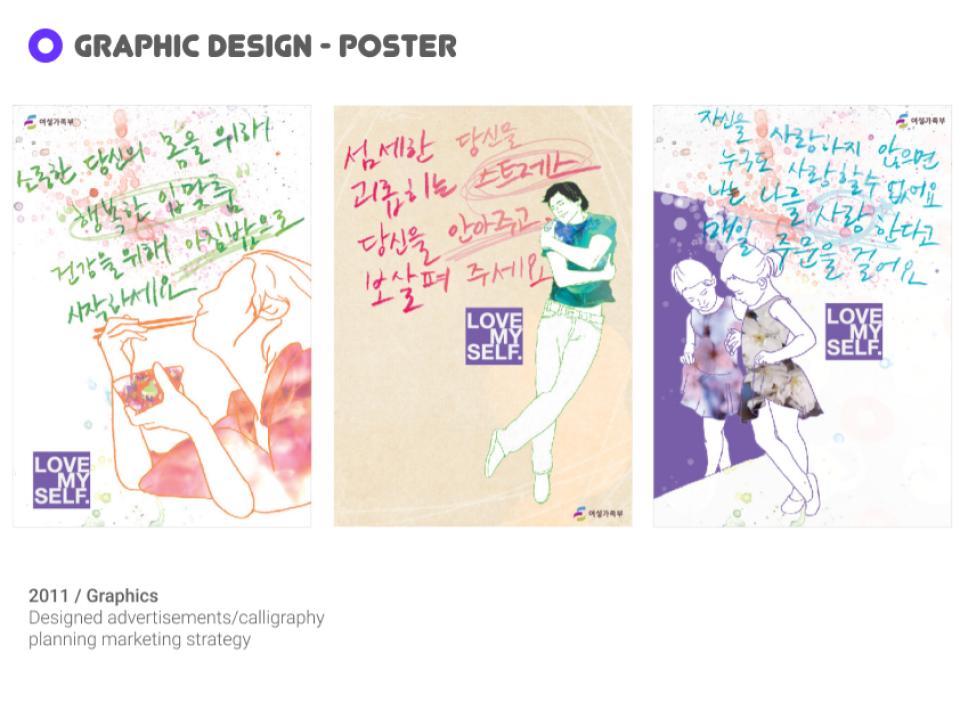 GRAPHIC DESIGN - POSTER
여성가족부
소중한 당신의 몸을 위해
"행복한 입맞춤"
건강을 위해 아침밥으로
시작하세요
LOVE
MY
SELF.
섬세한 당신을
괴롭히는 스트레스
당신을 안아주고
보살펴 주세요
LOVE
MY
SELF.
여성가족부
자신을 사랑하지 않으면
누구도 사랑할수 없어요
나는 나를 사랑한다고
매일 주문을 걸어요
여성가족부
LOVE
MY
SELF.
2011 / Graphics
Designed advertisements/calligraphy
planning marketing strategy